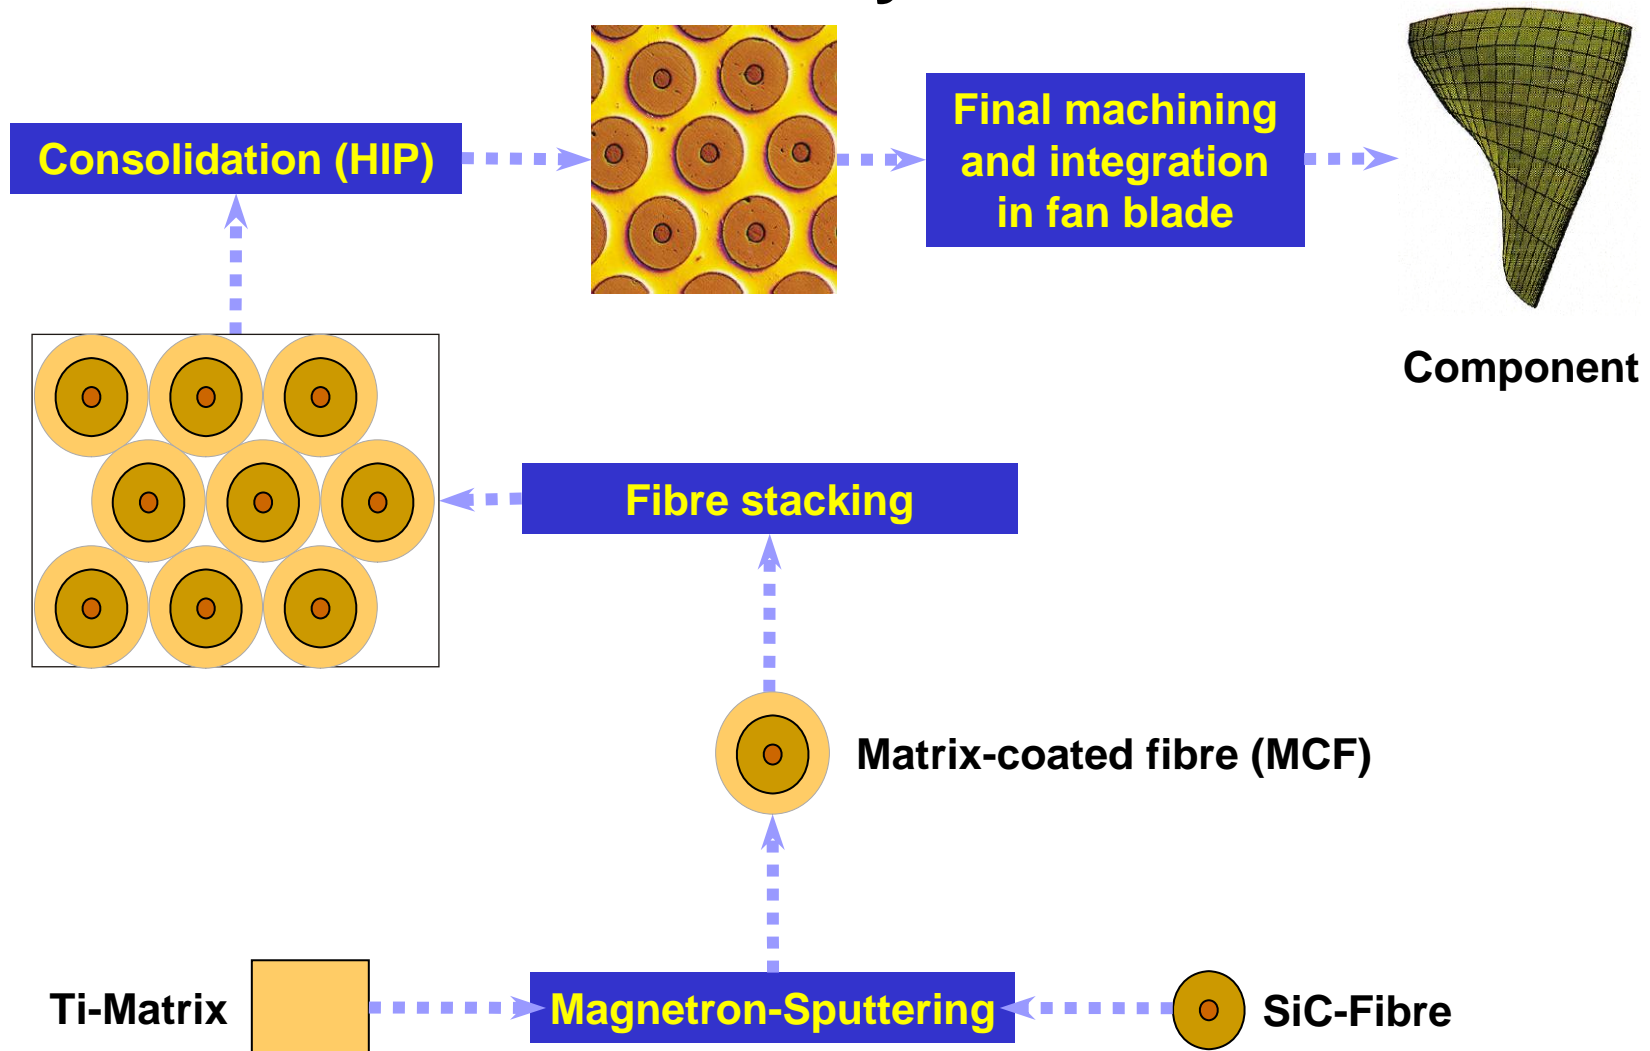 Consolidation (HIP)
Final machining
and integration
in fan blade
Component
Fibre stacking
Matrix-coated fibre (MCF)
Ti-Matrix
Magnetron-Sputtering
SiC-Fibre